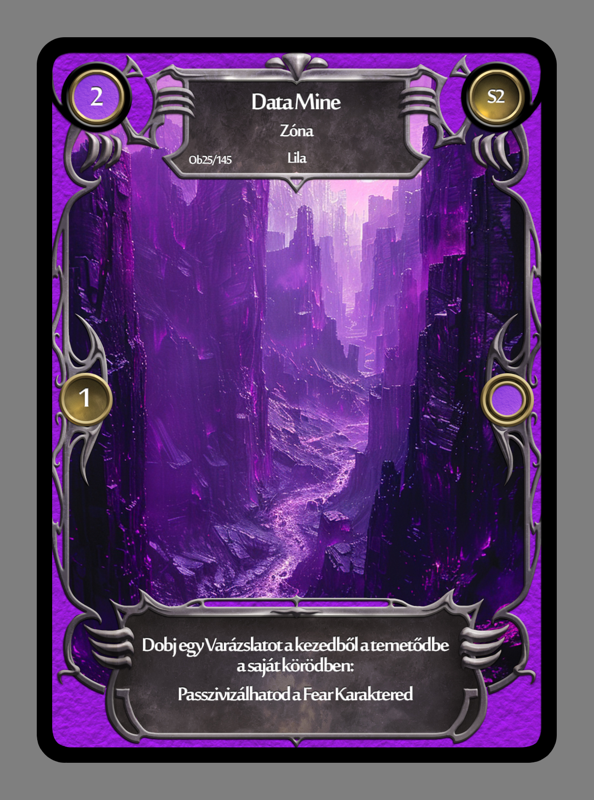 2
Data Mine
S2
Zóna
Ob25/145
Lila
1
Dobj egy Varázslatot a kezedből a temetődbe
a saját körödben:
Passzivizálhatod a Fear Karaktered